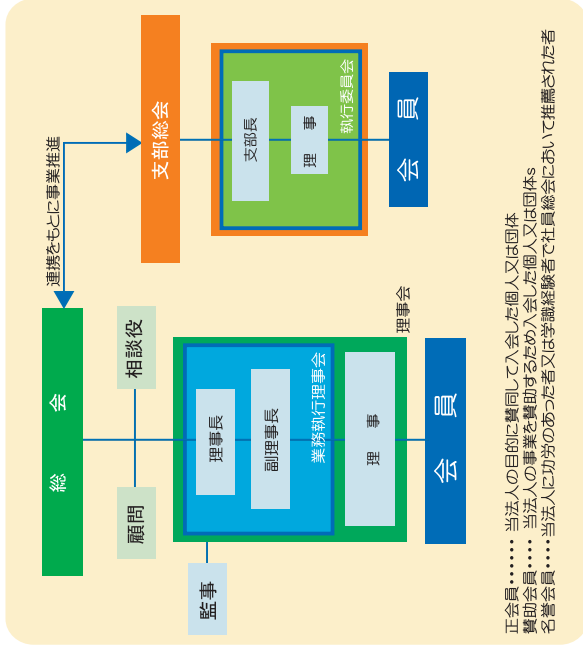 総会
連携をもとに事業推進
支部総会
顧問
相談役
監事
理事長
副理事長
業務執行理事会
理事
理事会
会員
支部長
理事
執行委員会
会員
正会員・・・・・・当法人の目的に賛同して入会した個人又は団体
賛助会員・・・・当法人の事業を賛助するため入会した個人又は団体s
名誉会員・・・・当法人に功労のあった者又は学識経験者で社員総会において推薦された者